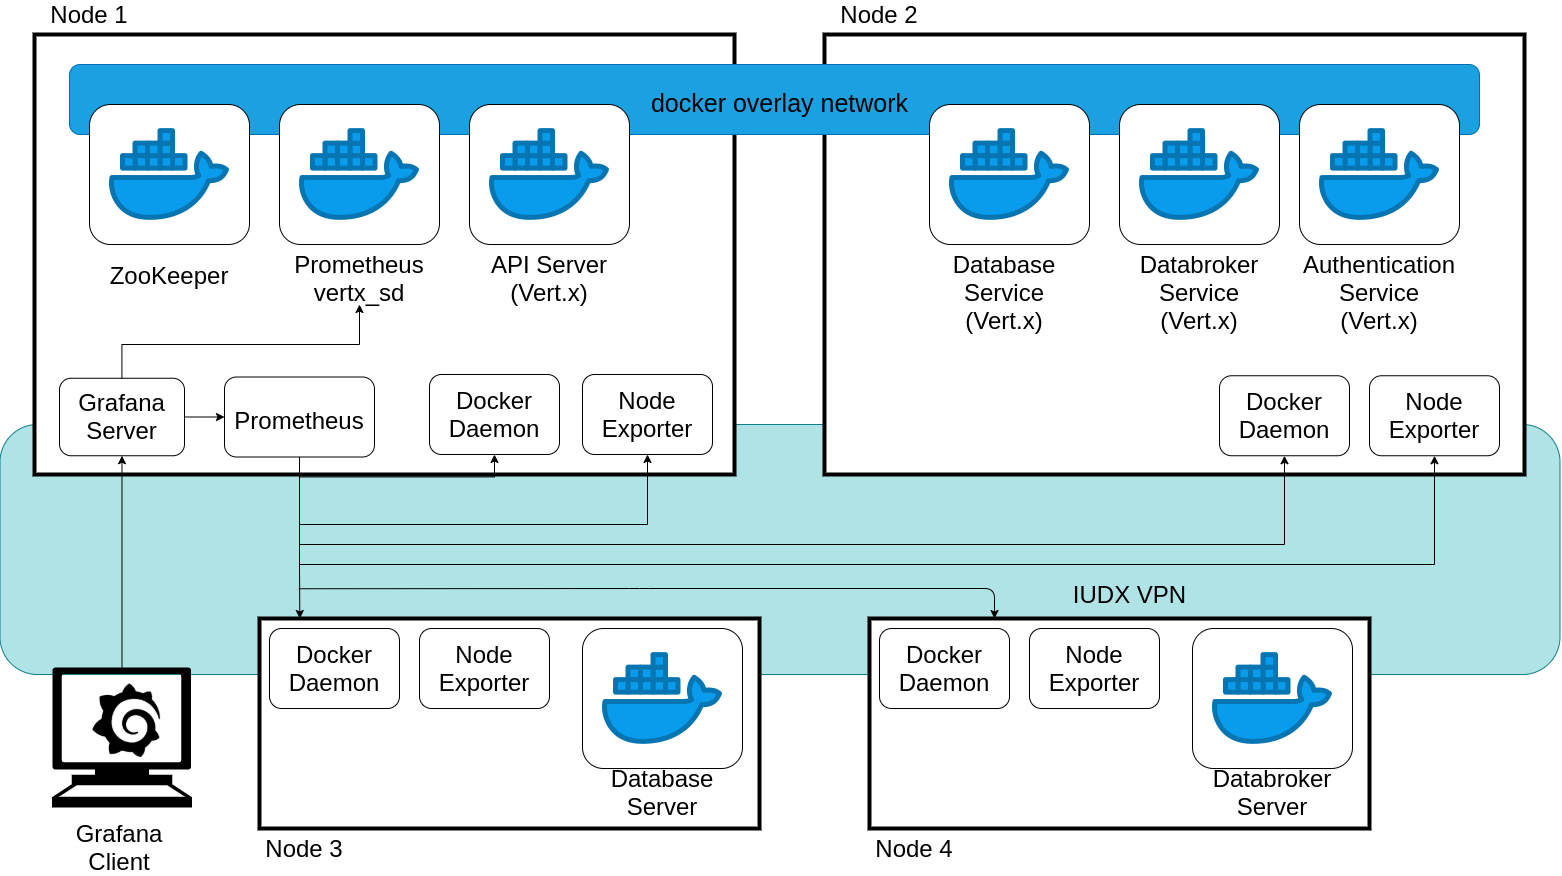 Node 1
Node 2
docker overlay network
ZooKeeper
Prometheus
vertx_sd
API Server
(Vert.x)
Database
Service
(Vert.x)
Databroker
Service
(Vert.x)
Authentication
Service
(Vert.x)
Grafana
Server
Prometheus
Docker
Daemon
Node
Exporter
Docker
Daemon
Node
Exporter
IUDX VPN
Docker
Daemon
Node
Exporter
Database
Server
Docker
Daemon
Node
Exporter
Databroker
Server
Grafana
Client
Node 3
Node 4